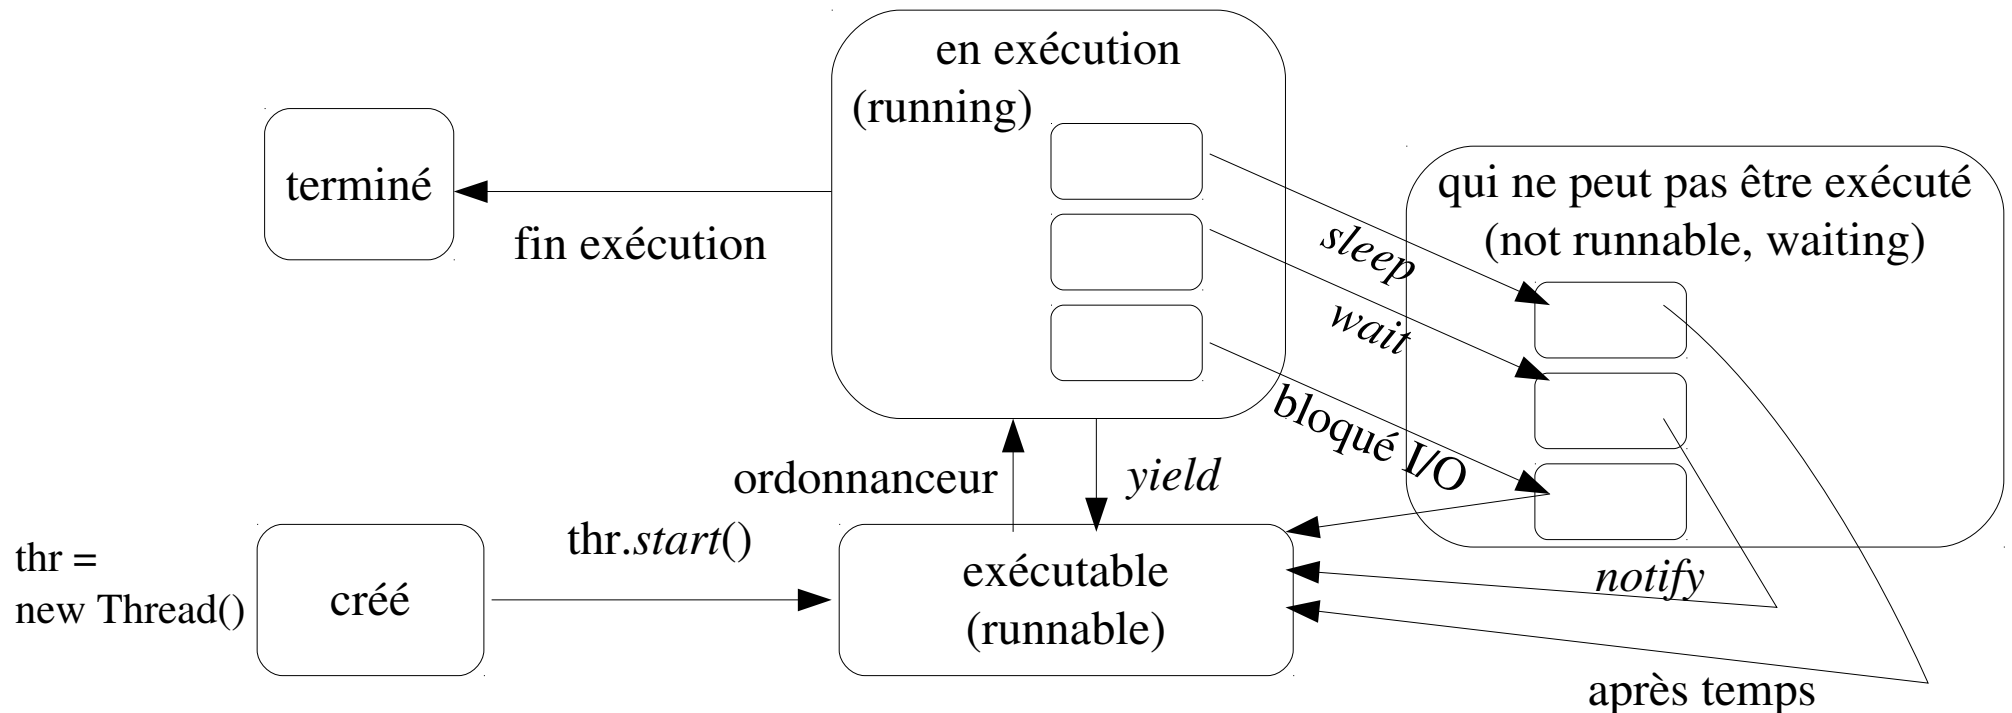 en exécution
(running)
terminé
fin exécution
qui ne peut pas être exécuté
(not runnable, waiting)
sleep
wait
bloqué I/O
ordonnanceur
yield
thr =
new Thread()
créé
thr.start()
exécutable
(runnable)
notify
après temps